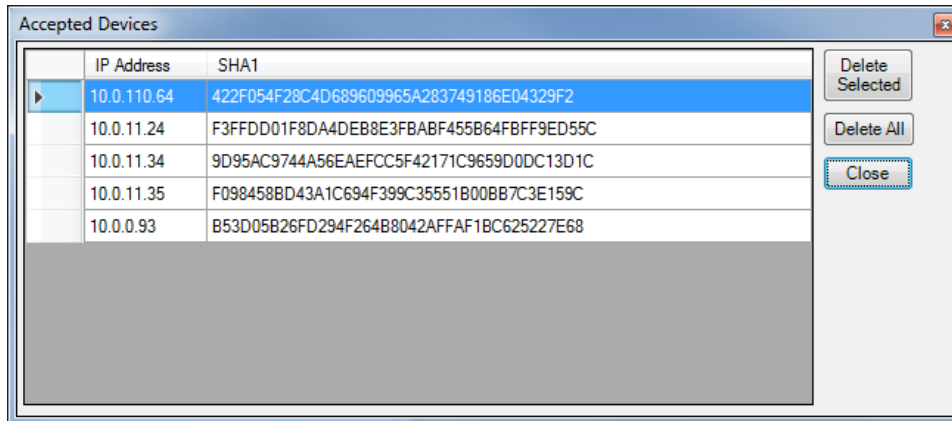 Accepted Devices
IP Address SHA1
10.0.110.64 422F054F28C4D689609965A283749186E04329F2
10.0.11.24 F3FFDD01F8DA4DEB8E3FBABF455B64FBFF9ED55C
10.0.11.34 9D95AC9744A56EAEFCC5F42171C9659D0DC13D1C
10.0.11.35 F098458BD43A1C694F399C35551B00BB7C3E159C
10.0.0.93 B53D05B26FD294F264B8042AFFAF1BC625227E68
Delete
Selected
Delete All
Close